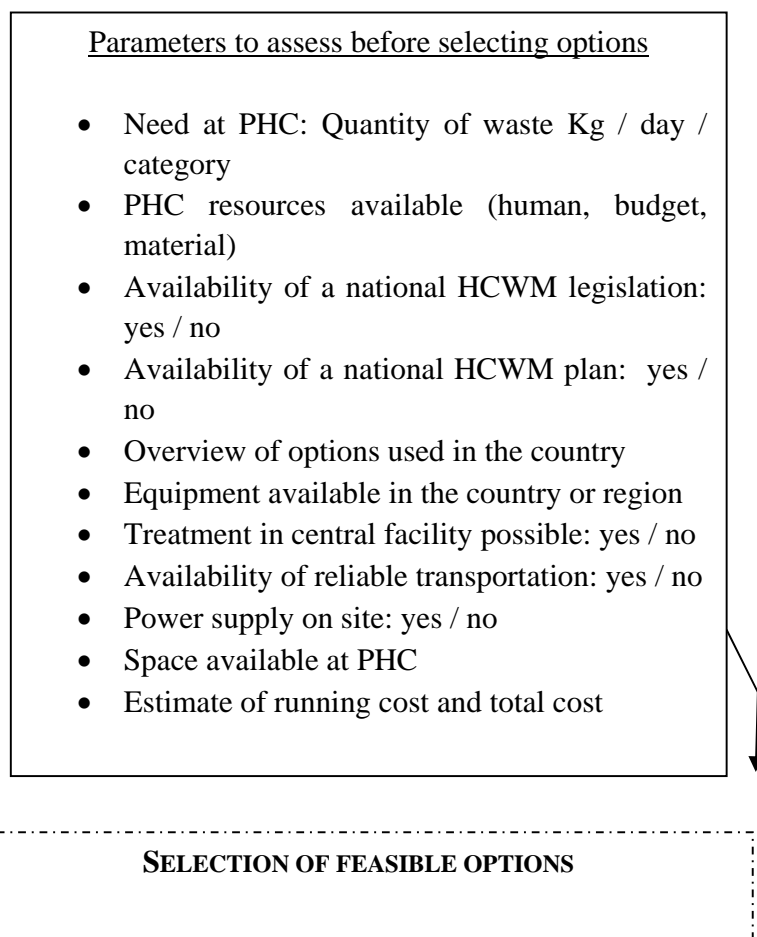 Parameters to assess before selecting options
• Need at PHC: Quantity of waste Kg / day /
category
• PHC resources available (human, budget,
material)
• Availability of a national HCWM legislation:
yes / no
• Availability of a national HCWM plan: yes /
no
• Overview of options used in the country
• Equipment available in the country or region
• Treatment in central facility possible: yes / no
• Availability of reliable transportation: yes / no
• Power supply on site: yes / no
• Space available at PHC
• Estimate of running cost and total cost
SELECTION OF FEASIBLE OPTIONS